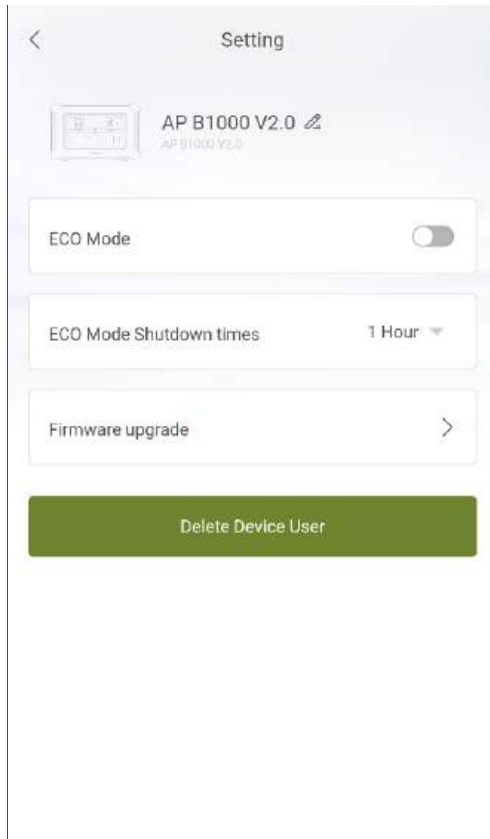 Setting
AP B1000 V2.0
AP B1000 V2.0
ECO Mode
ECO Mode Shutdown times
1 Hour
Firmware upgrade
Delete Device User